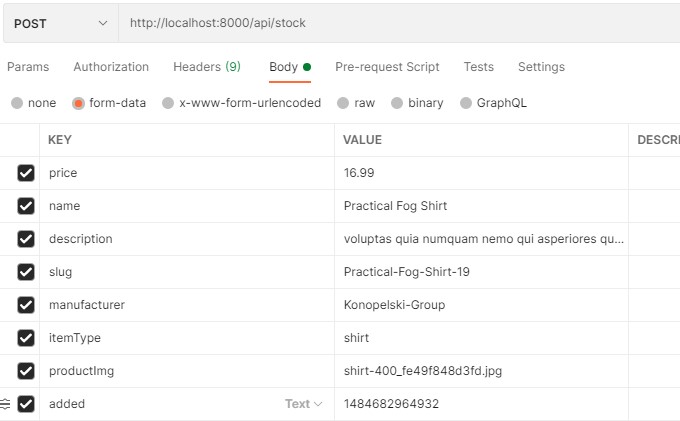 POST http://localhost:8000/api/stock
Params Authorization Headers (9) Body Pre-request Script Tests Settings
none form-data x-www-form-urlencoded raw binary GraphQL
KEY VALUE DESCRI
price 16.99
name Practical Fog Shirt
description voluptas quia numquam nemo qui asperiores qu...
slug Practical-Fog-Shirt-19
manufacturer Konopelski-Group
itemType shirt
productImg shirt-400_fe49f848d3fd.jpg
added Text 1484682964932